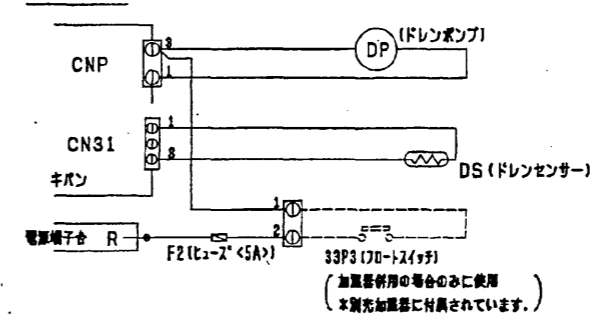 CNP
3
1
DP
(ドレンポンプ)
CN31
1
3
キバン
DS(ドレンセンサー)
電源端子台 R
F2(ヒューズ<5A>)
1
2
33P3(フロートスイッチ)
(加湿器併用の場合のみに使用
*別売加湿器に付属されています.)